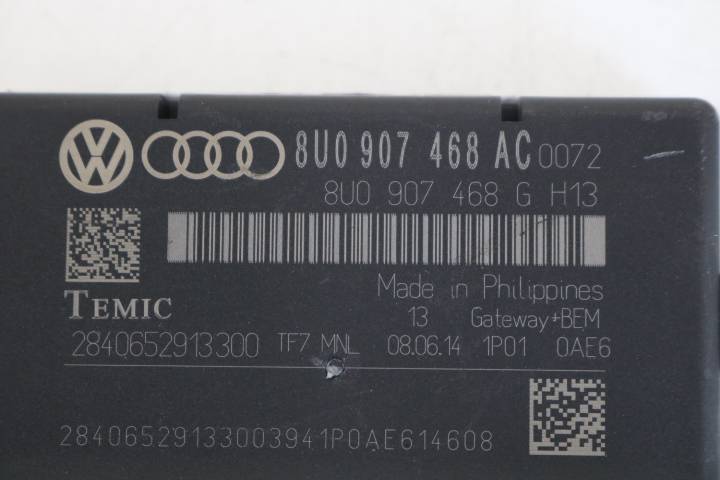 8U0 907 468 AC 0072
8U0 907 468 G H13
Made in Philippines
TEMIC
13 Gateway+BEM
2840652913300 TF7 MNL 08.06.14 1P01 0AE6
28406529133003941P0AE614608